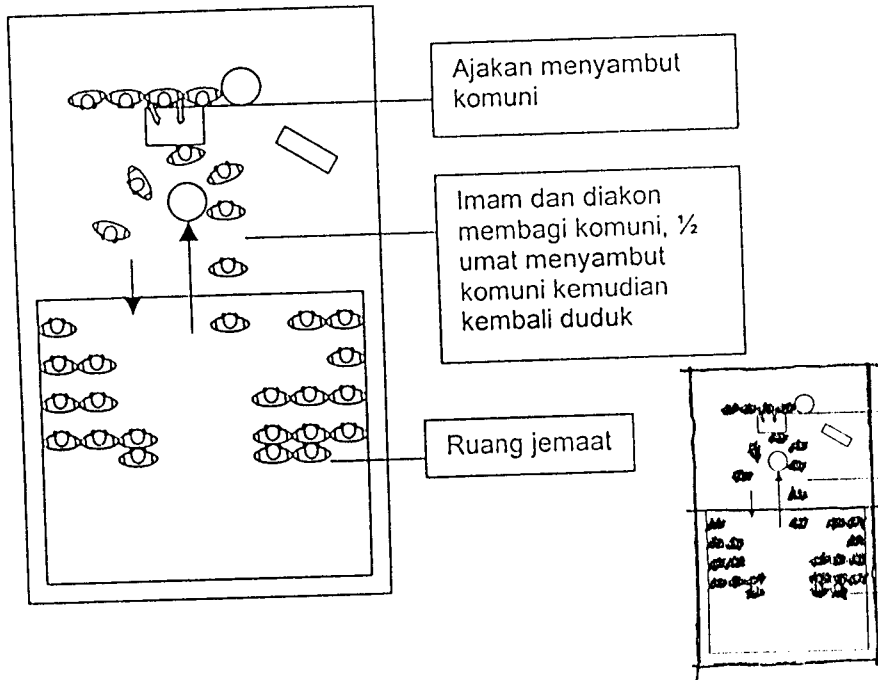 Ajakan menyambut
komuni
Imam dan diakon
membagi komuni, ½
umat menyambut
komuni kemudian
kembali duduk
Ruang jemaat